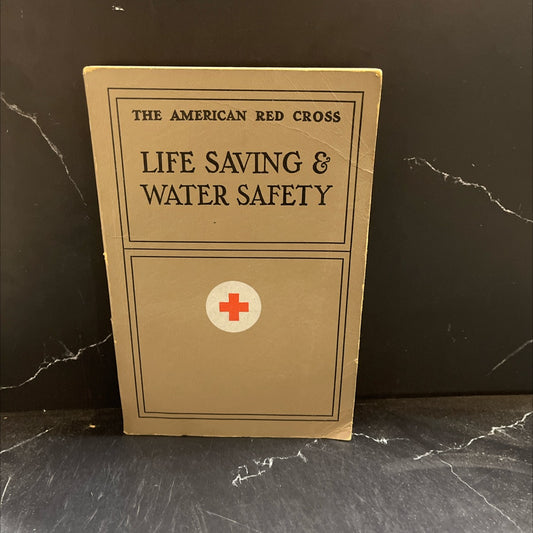 THE AMERICAN RED CROSS
LIFE SAVING &
WATER SAFETY